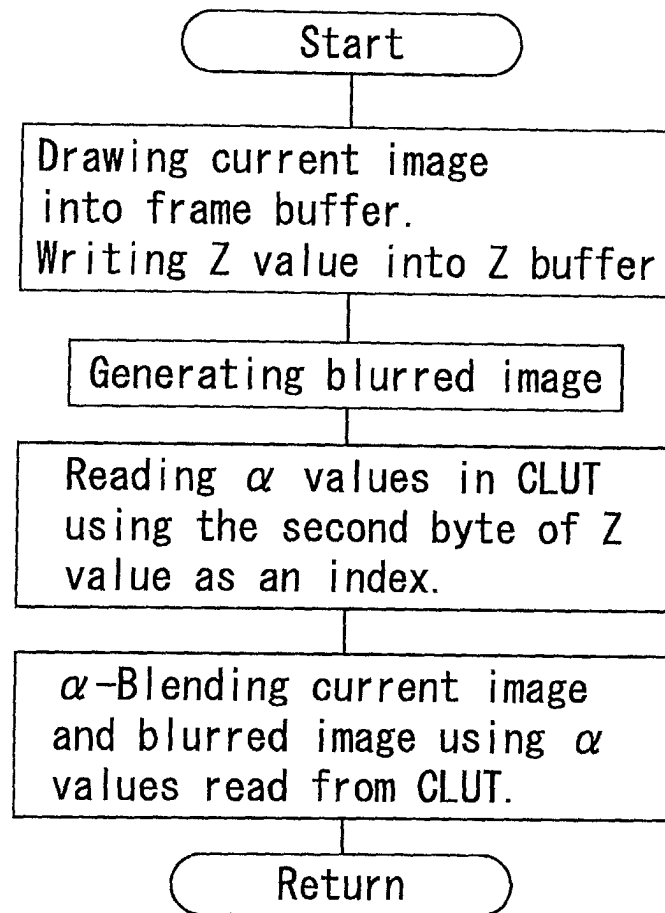 Start
Drawing current image
into frame buffer.
Writing Z value into Z buffer
Generating blurred image
Reading α values in CLUT
using the second byte of Z
value as an index.
α-Blending current image
and blurred image using α
values read from CLUT.
Return